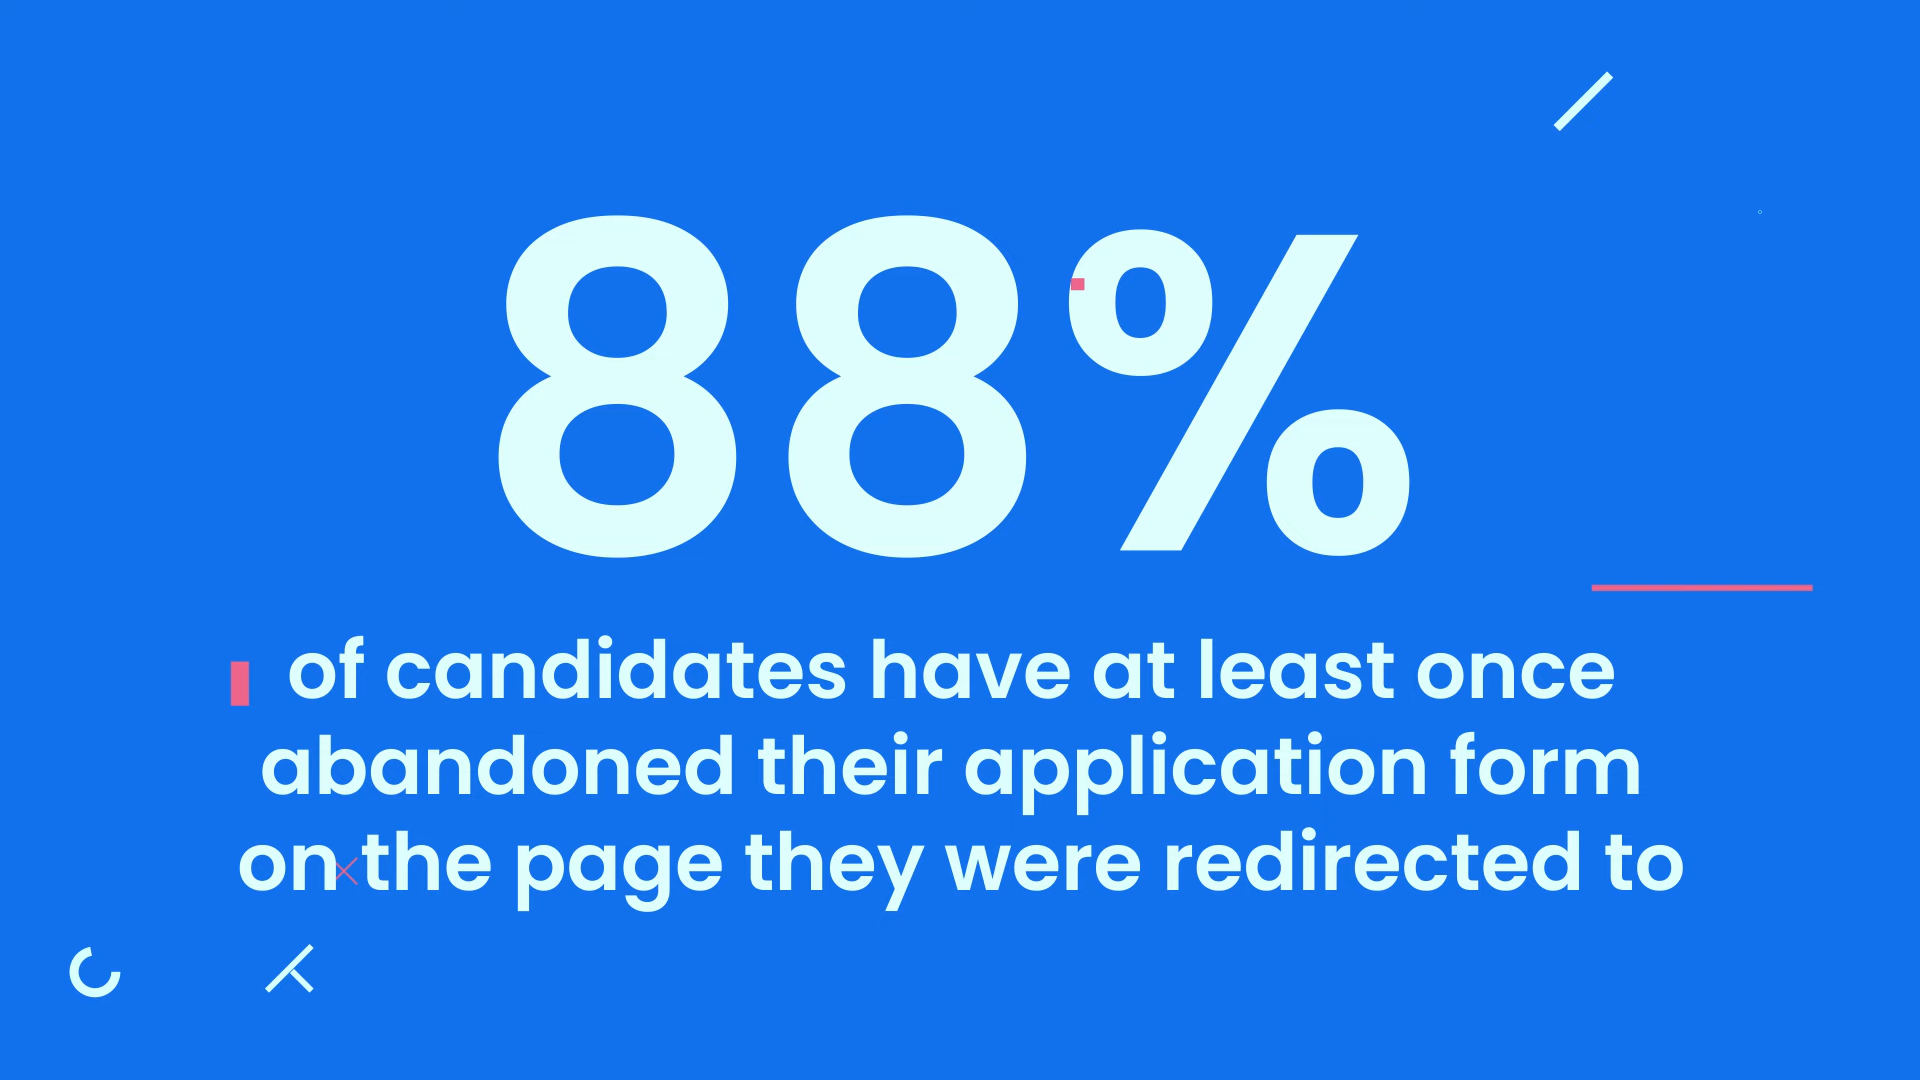 88%
of candidates have at least once
abandoned their application form
on the page they were redirected to